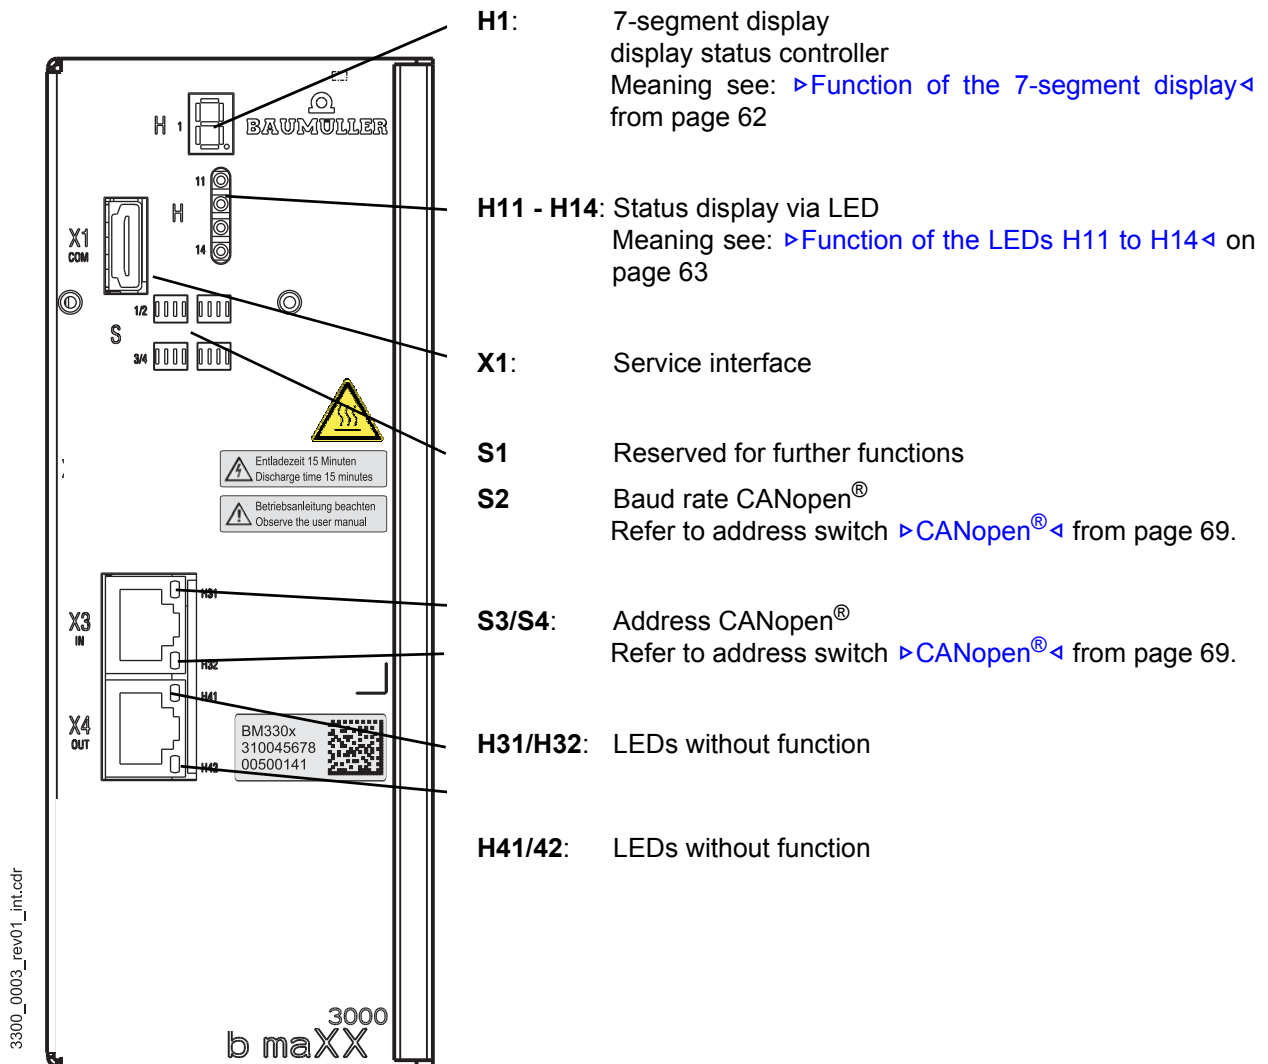 H1: 7-segment display
display status controller
Meaning see: ▹Function of the 7-segment display◃
from page 62
H11 - H14: Status display via LED
Meaning see: ▹Function of the LEDs H11 to H14◃ on
page 63
X1: Service interface
S1 Reserved for further functions
S2 Baud rate CANopen®
Refer to address switch ▹CANopen®◃ from page 69.
S3/S4: Address CANopen®
Refer to address switch ▹CANopen®◃ from page 69.
H31/H32: LEDs without function
H41/42: LEDs without function
H 1
BAUMÜLLER
11
H
14
X1
COM
1/2
S
3/4
Entladezeit 15 Minuten
Discharge time 15 minutes
Betriebsanleitung beachten
Observe the user manual
H31
X3
IN
H32
H41
X4
OUT
H42
BM330x
310045678
00500141
3000
b maXX
3300_0003_rev01_int.cdr